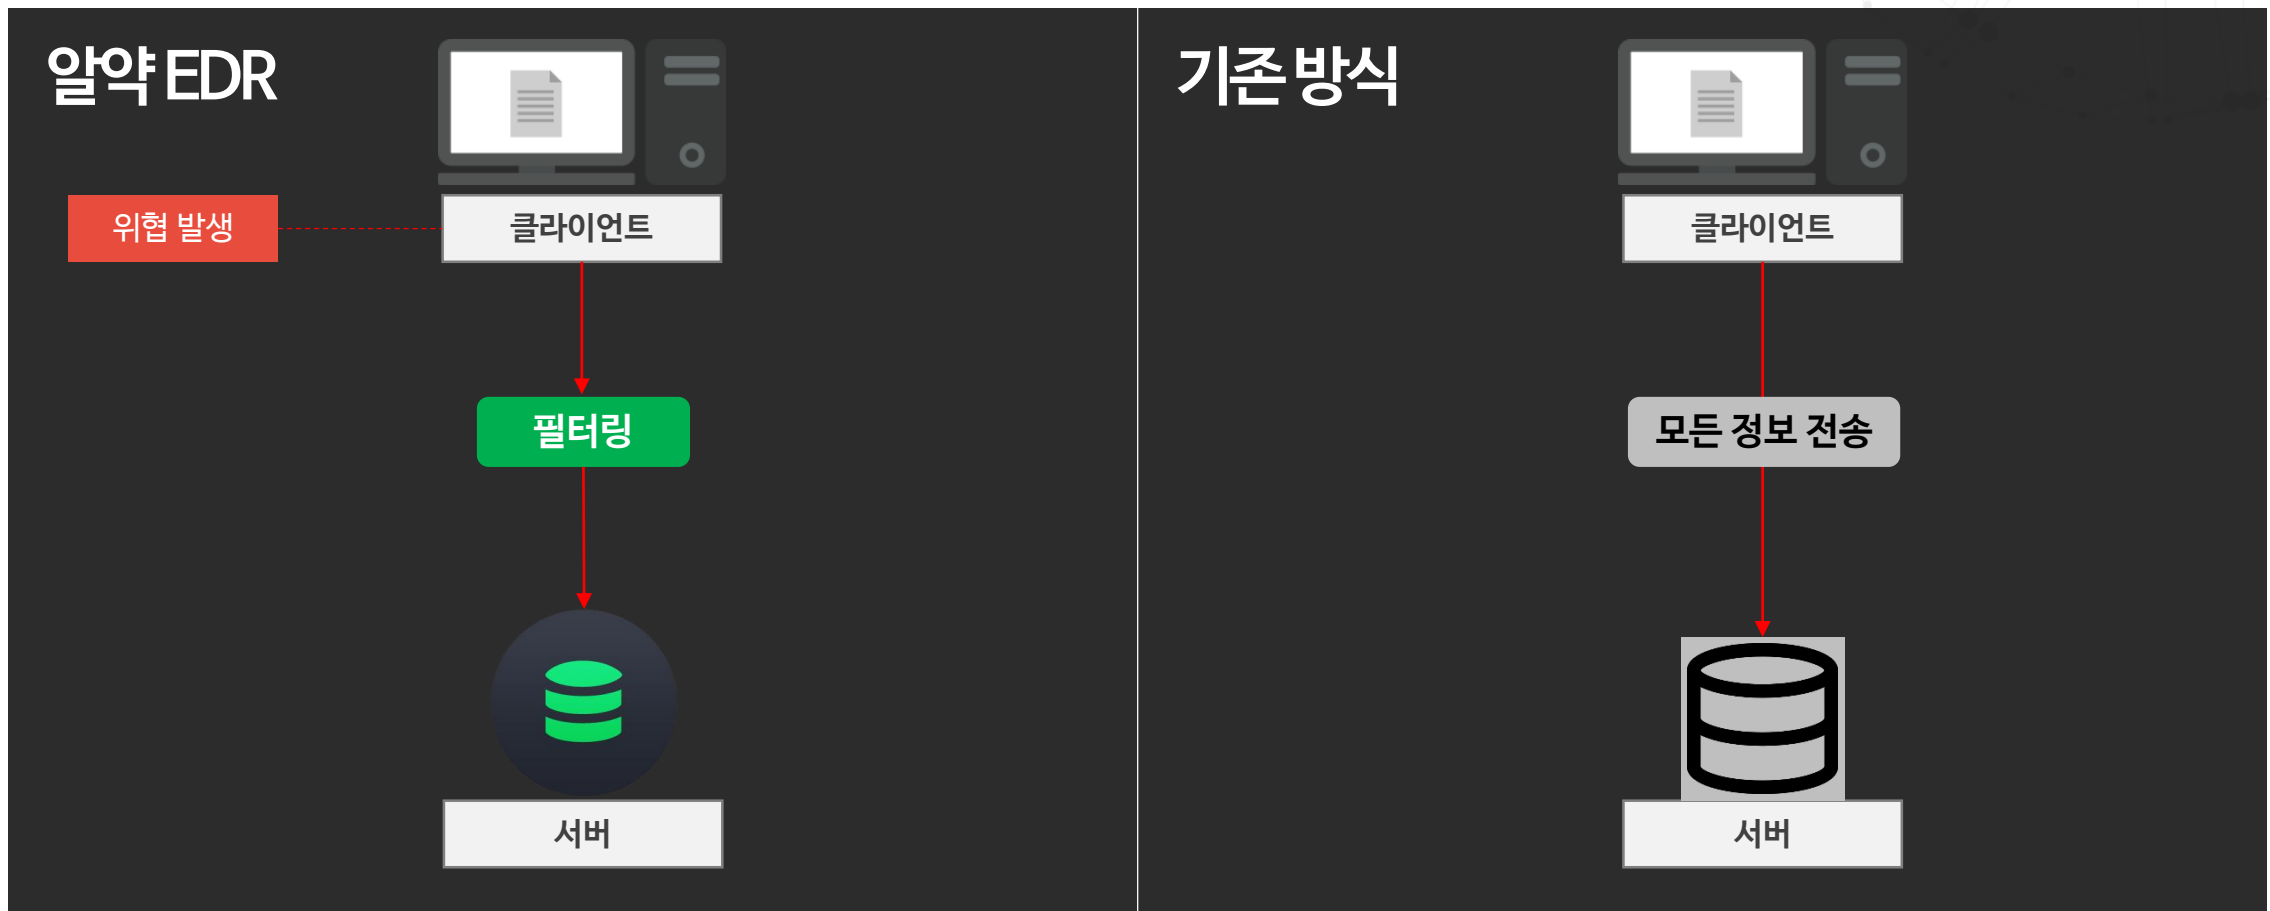 알약 EDR
위협 발생
클라이언트
필터링
서버
기존 방식
클라이언트
모든 정보 전송
서버